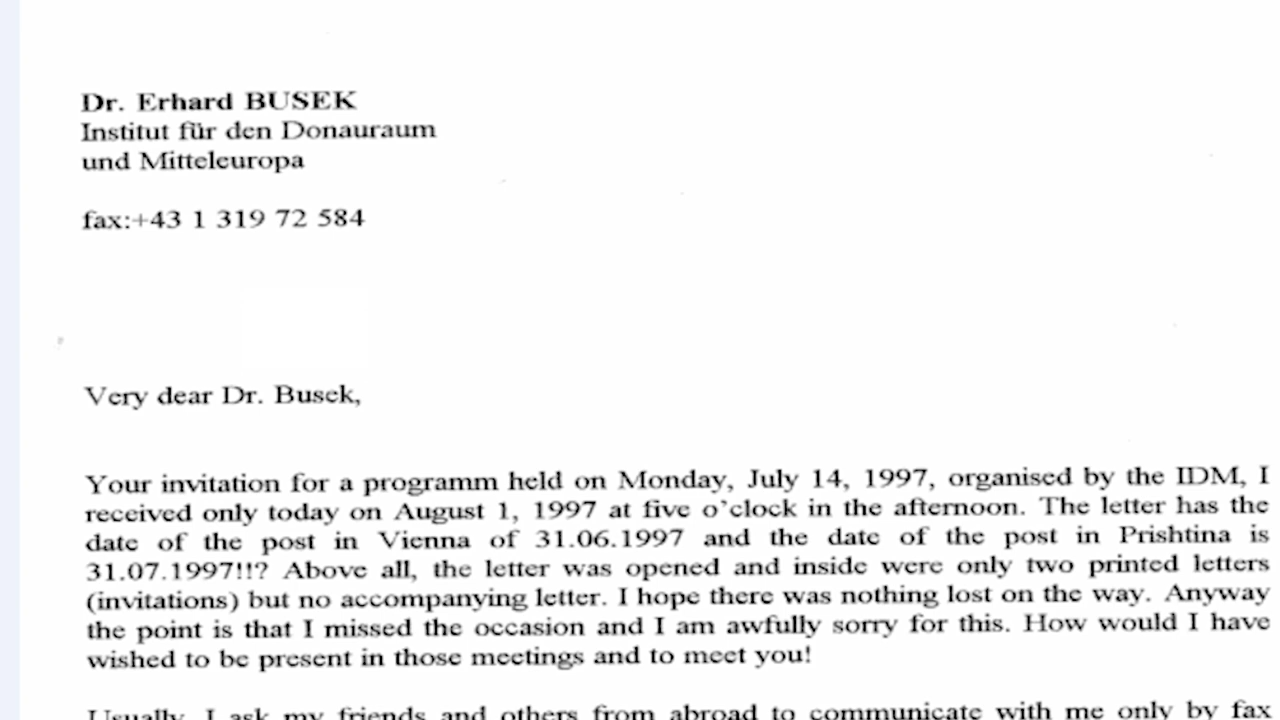 Dr. Erhard BUSEK
Institut für den Donauraum
und Mitteleuropa
fax:+43 1 319 72 584
Very dear Dr. Busek,
Your invitation for a programm held on Monday, July 14, 1997, organised by the IDM, I
received only today on August 1, 1997 at five o'clock in the afternoon. The letter has the
date of the post in Vienna of 31.06.1997 and the date of the post in Prishtina is
31.07.1997!!? Above all, the letter was opened and inside were only two printed letters
(invitations) but no accompanying letter. I hope there was nothing lost on the way. Anyway
the point is that I missed the occasion and I am awfully sorry for this. How would I have
wished to be present in those meetings and to meet you!
Usually, I ask my friends and others from abroad to communicate with me only by fax